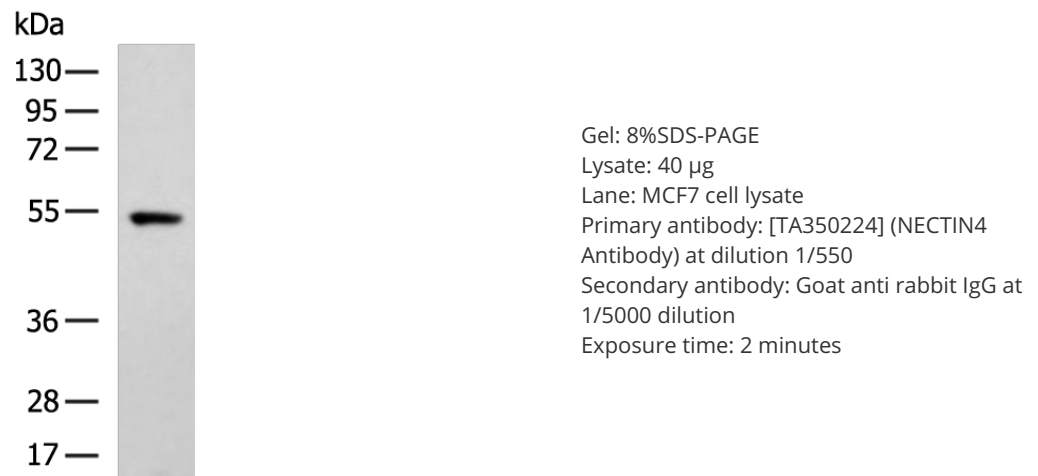 kDa
130
95
72
55
36
28
17
Gel: 8%SDS-PAGE
Lysate: 40 µg
Lane: MCF7 cell lysate
Primary antibody: [TA350224] (NECTIN4
Antibody) at dilution 1/550
Secondary antibody: Goat anti rabbit IgG at
1/5000 dilution
Exposure time: 2 minutes